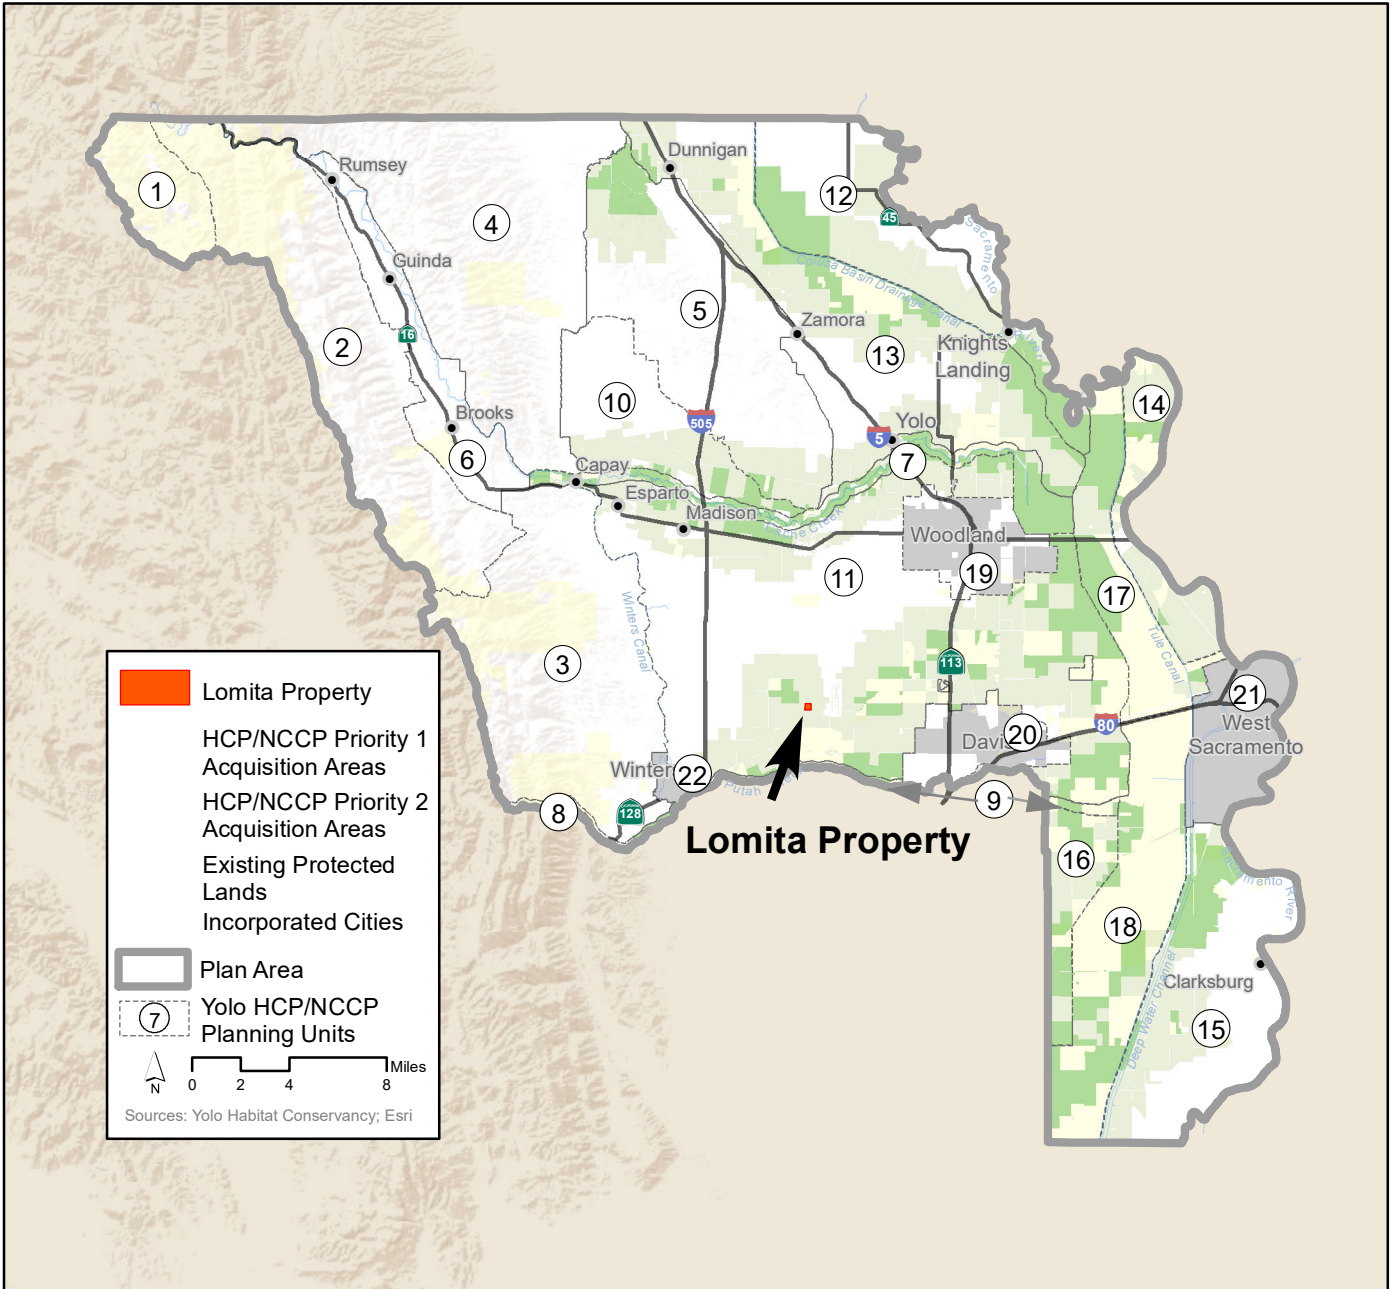 Rumsey
Dunnigan
1
12
4
45
Sacramento
Guinda
Colusa Basin Drainage Canal
5
Zamora
River
16
2
13
Knights
Landing
10
14
Brooks
505
5
Yolo
6
7
Capay
Esparto
Madison
Cache Creek
Woodland
11
19
17
Winters Canal
Tule Canal
3
113
21
20
80
West
Sacramento
Davis
Winters
22
Putah
8
128
9
Lomita Property
16
Sacramento River
18
Clarksburg
Deep Water Channel
15
Lomita Property
HCP/NCCP Priority 1
Acquisition Areas
HCP/NCCP Priority 2
Acquisition Areas
Existing Protected
Lands
Incorporated Cities
Plan Area
7
Yolo HCP/NCCP
Planning Units
N
0 2 4 8 Miles
Sources: Yolo Habitat Conservancy; Esri